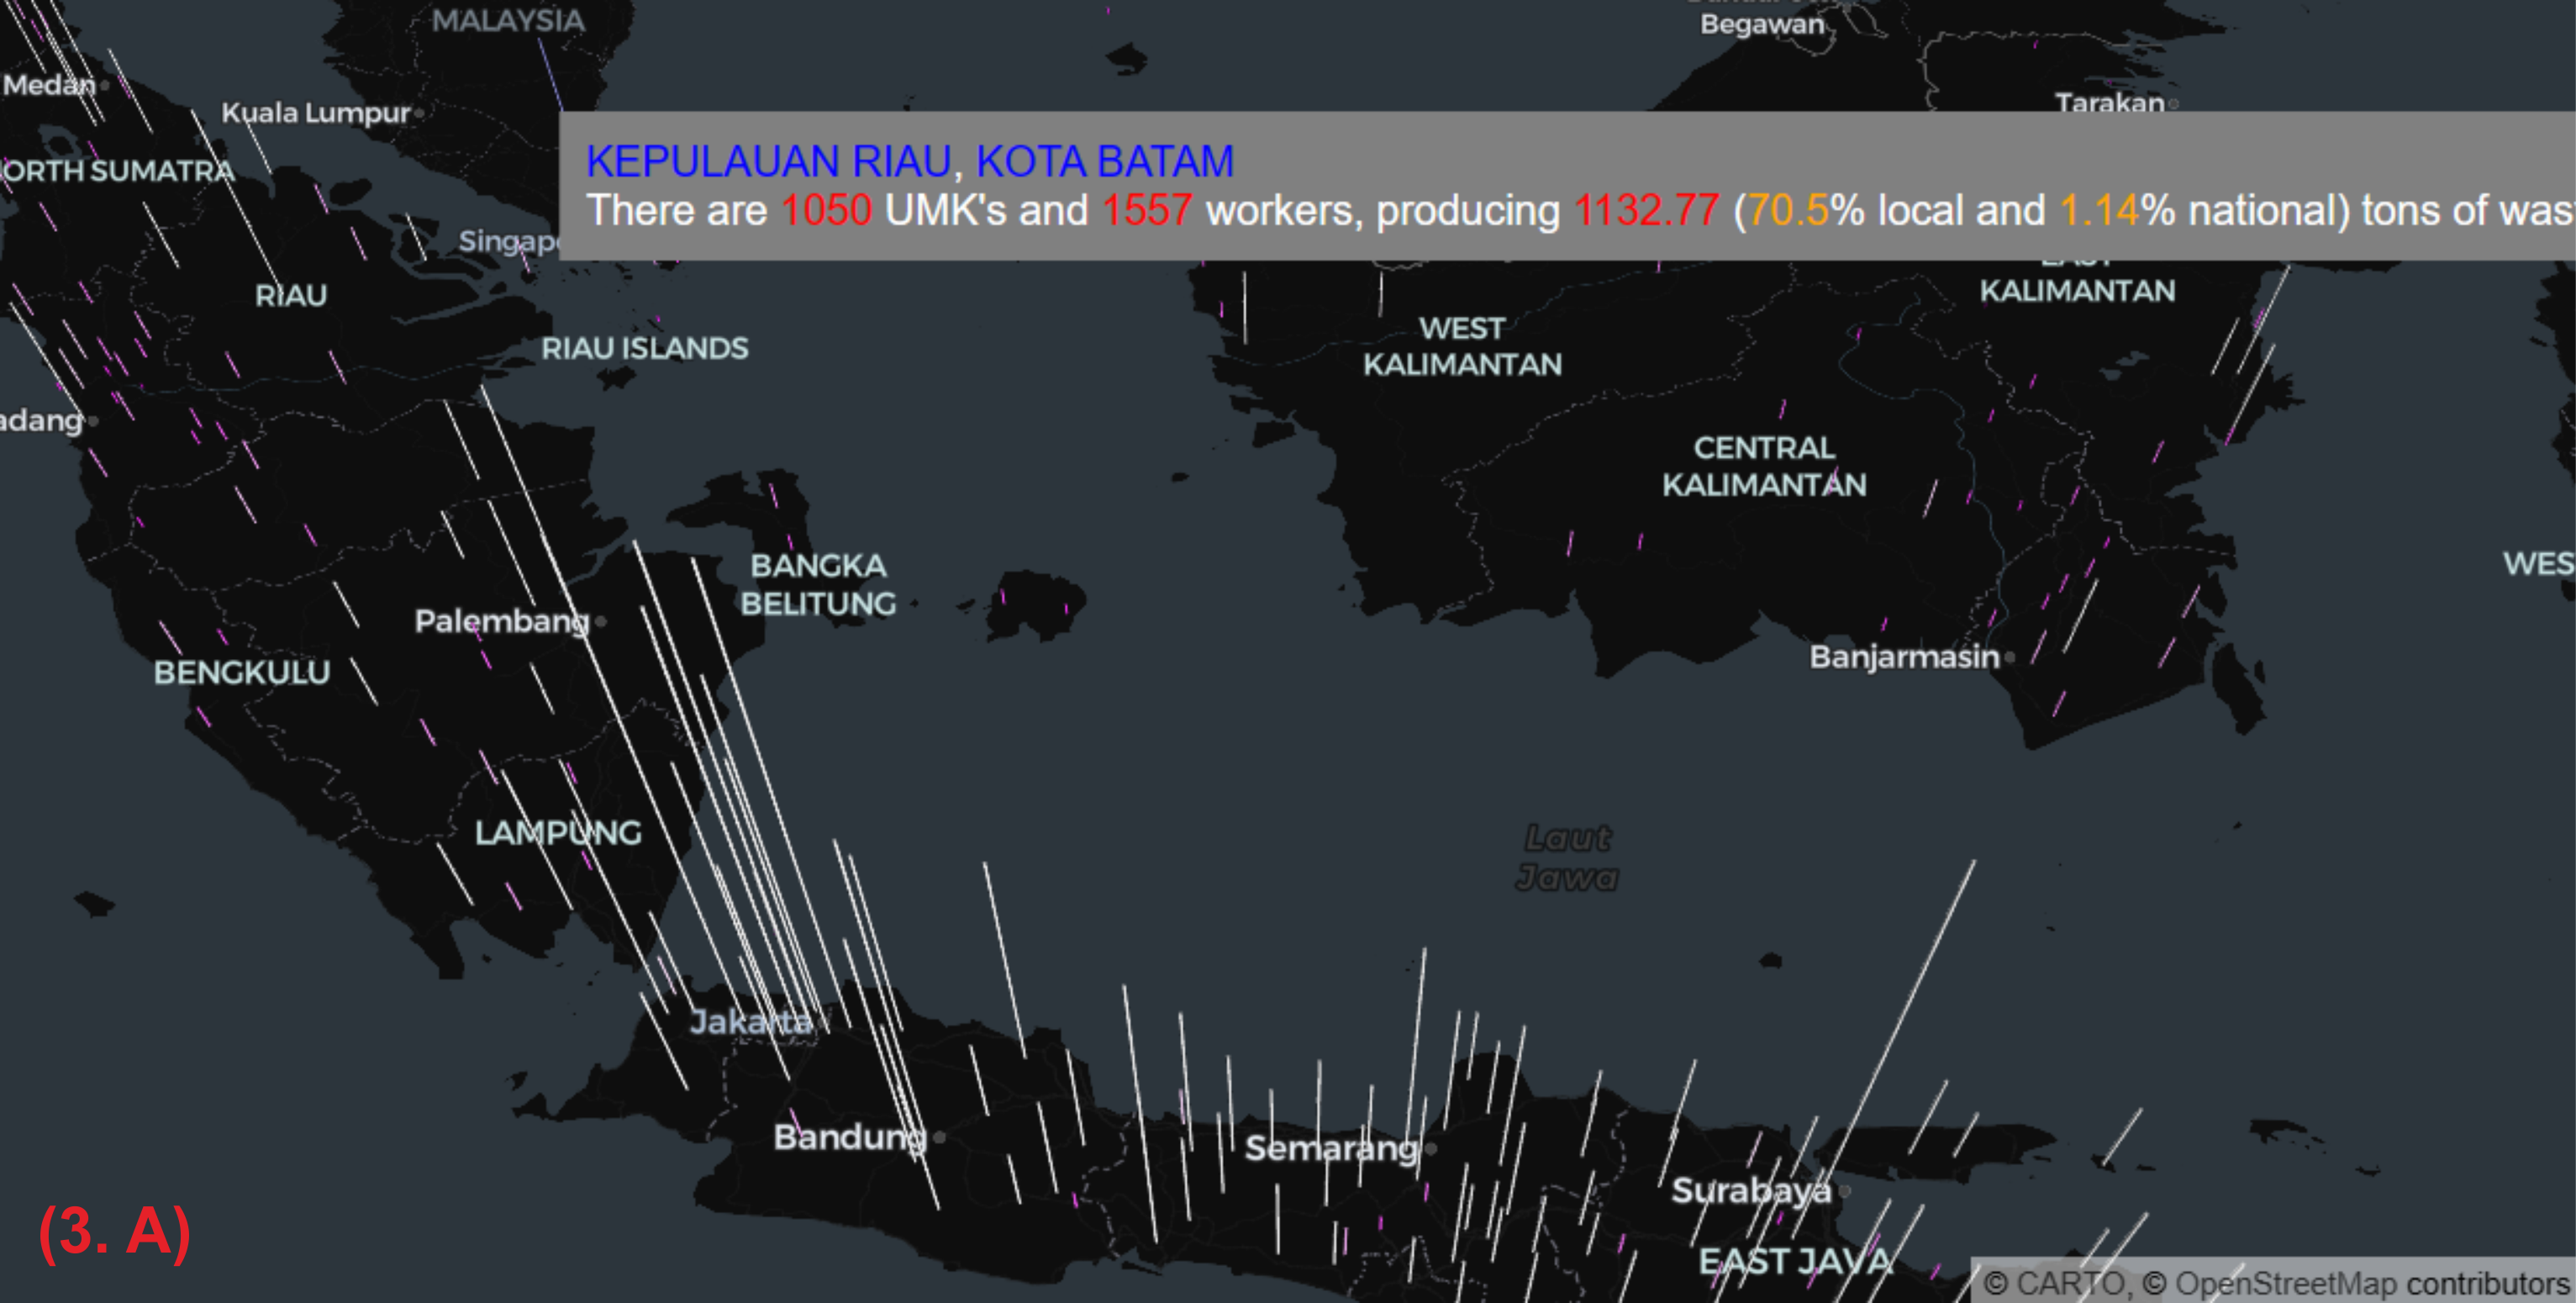 MALAYSIA
Begawan
Medan
Kuala Lumpur
Tarakan
KEPULAUAN RIAU, KOTA BATAM
There are 1050 UMK's and 1557 workers, producing 1132.77 (70.5% local and 1.14% national) tons of was
ORTH SUMATRA
Singap
RIAU
RIAU ISLANDS
WEST
KALIMANTAN
EAST
KALIMANTAN
adang
CENTRAL
KALIMANTAN
BANGKA
BELITUNG
WES
Palembang
BENGKULU
Banjarmasin
LAMPUNG
Laut
Jawa
Jakarta
Bandung
Semarang
Surabaya
EAST JAVA
(3. A)
© CARTO, © OpenStreetMap contributors